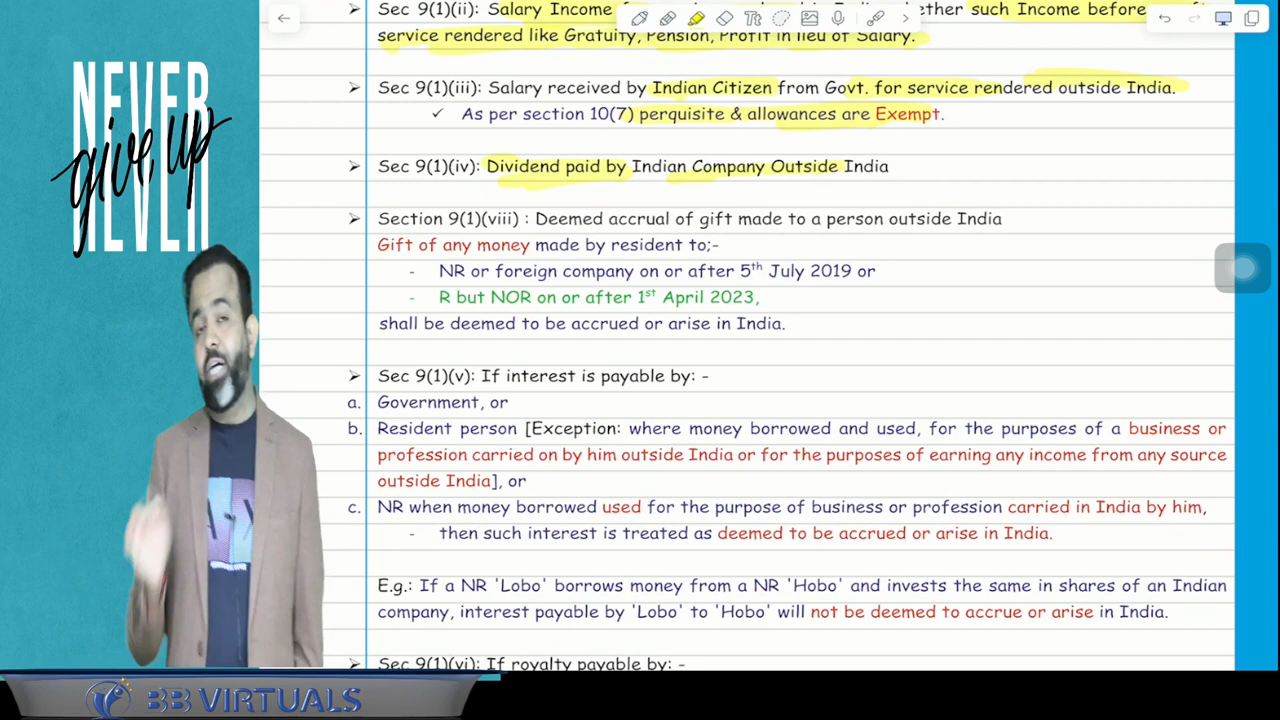 NEVER
give up
NEVER
Sec 9(1)(ii): Salary Income such Income before
service rendered like Gratuity, Pension, Profit in lieu of Salary.
Sec 9(1)(iii): Salary received by Indian Citizen from Govt. for service rendered outside India.
✓ As per section 10(7) perquisite & allowances are Exempt.
Sec 9(1)(iv): Dividend paid by Indian Company Outside India
Section 9(1)(viii) : Deemed accrual of gift made to a person outside India
Gift of any money made by resident to;-
- NR or foreign company on or after 5th July 2019 or
- R but NOR on or after 1st April 2023,
shall be deemed to be accrued or arise in India.
Sec 9(1)(v): If interest is payable by: -
a. Government, or
b. Resident person [Exception: where money borrowed and used, for the purposes of a business or
profession carried on by him outside India or for the purposes of earning any income from any source
outside India], or
c. NR when money borrowed used for the purpose of business or profession carried in India by him,
- then such interest is treated as deemed to be accrued or arise in India.
E.g.: If a NR 'Lobo' borrows money from a NR 'Hobo' and invests the same in shares of an Indian
company, interest payable by 'Lobo' to 'Hobo' will not be deemed to accrue or arise in India.
Sec 9(1)(vi): If royalty payable by: -
BB VIRTUALS